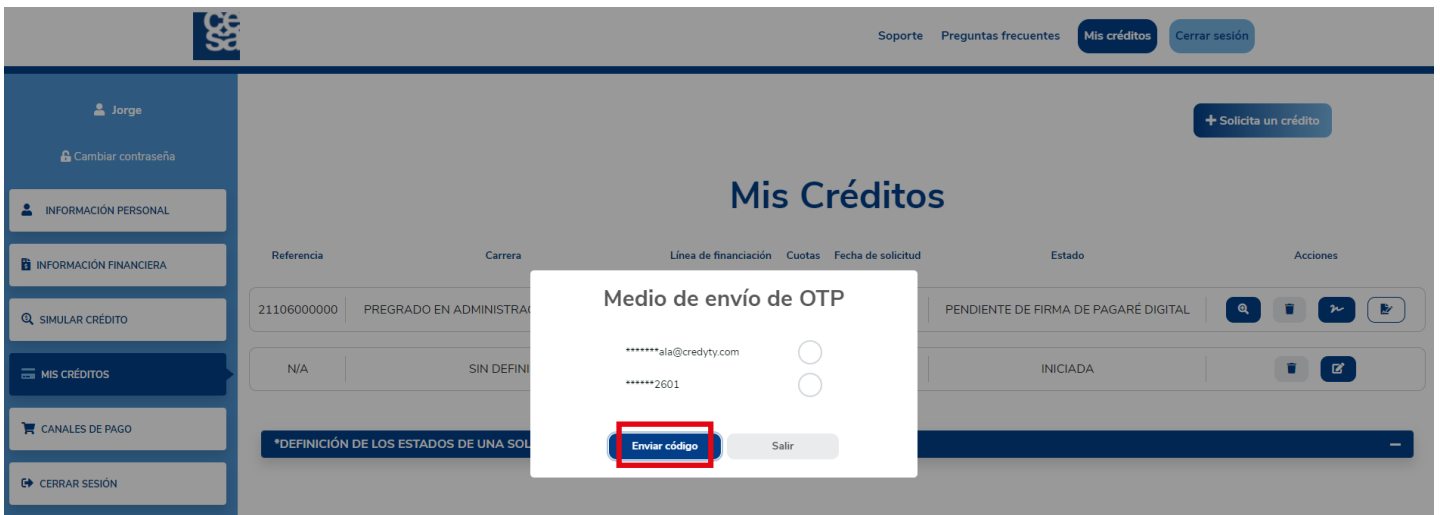 ce
sa
Soporte Preguntas frecuentes Mis créditos Cerrar sesión
Jorge
+ Solicita un crédito
Cambiar contraseña
Mis Créditos
INFORMACIÓN PERSONAL
Referencia Carrera Línea de financiación Cuotas Fecha de solicitud Estado Acciones
INFORMACIÓN FINANCIERA
Medio de envío de OTP
21106000000 PREGRADO EN PENDIENTE DE FIRMA DE PAGARÉ DIGITAL
SIMULAR CRÉDITO
*******ala@credyty.com
N/A SIN INICIADA
MIS CRÉDITOS
******2601
CANALES DE PAGO
*DEFINICIÓN DE LOS ESTADOS DE UNA
Enviar código Salir
CERRAR SESIÓN